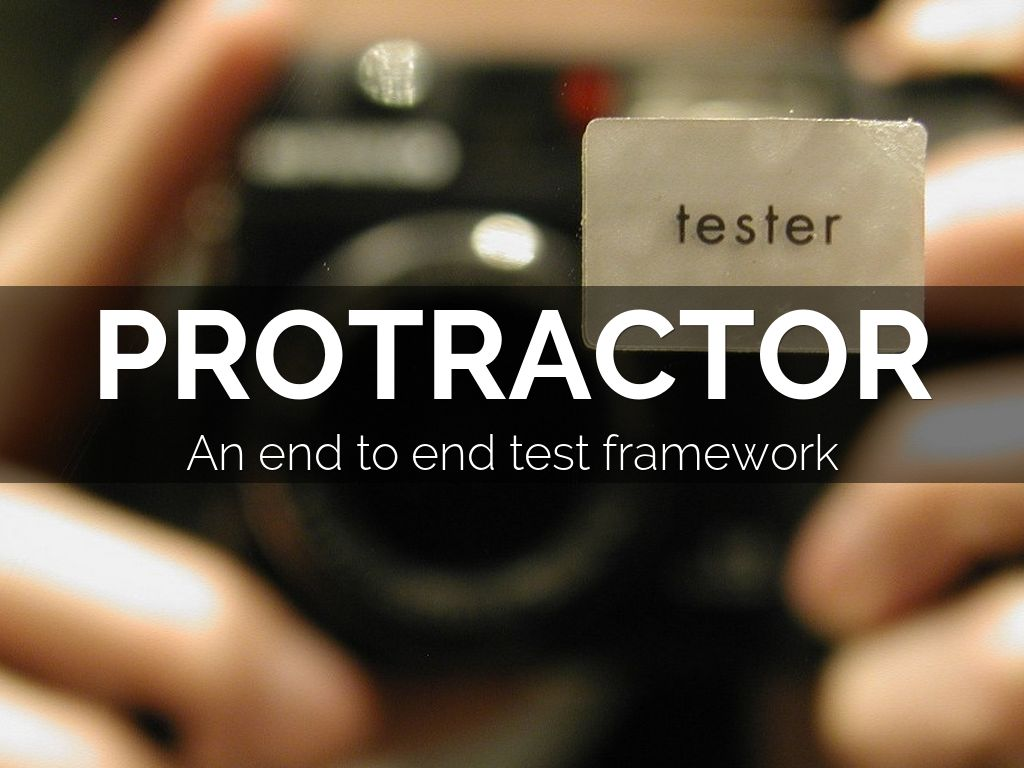 tester
PROTRACTOR
An end to end test framework